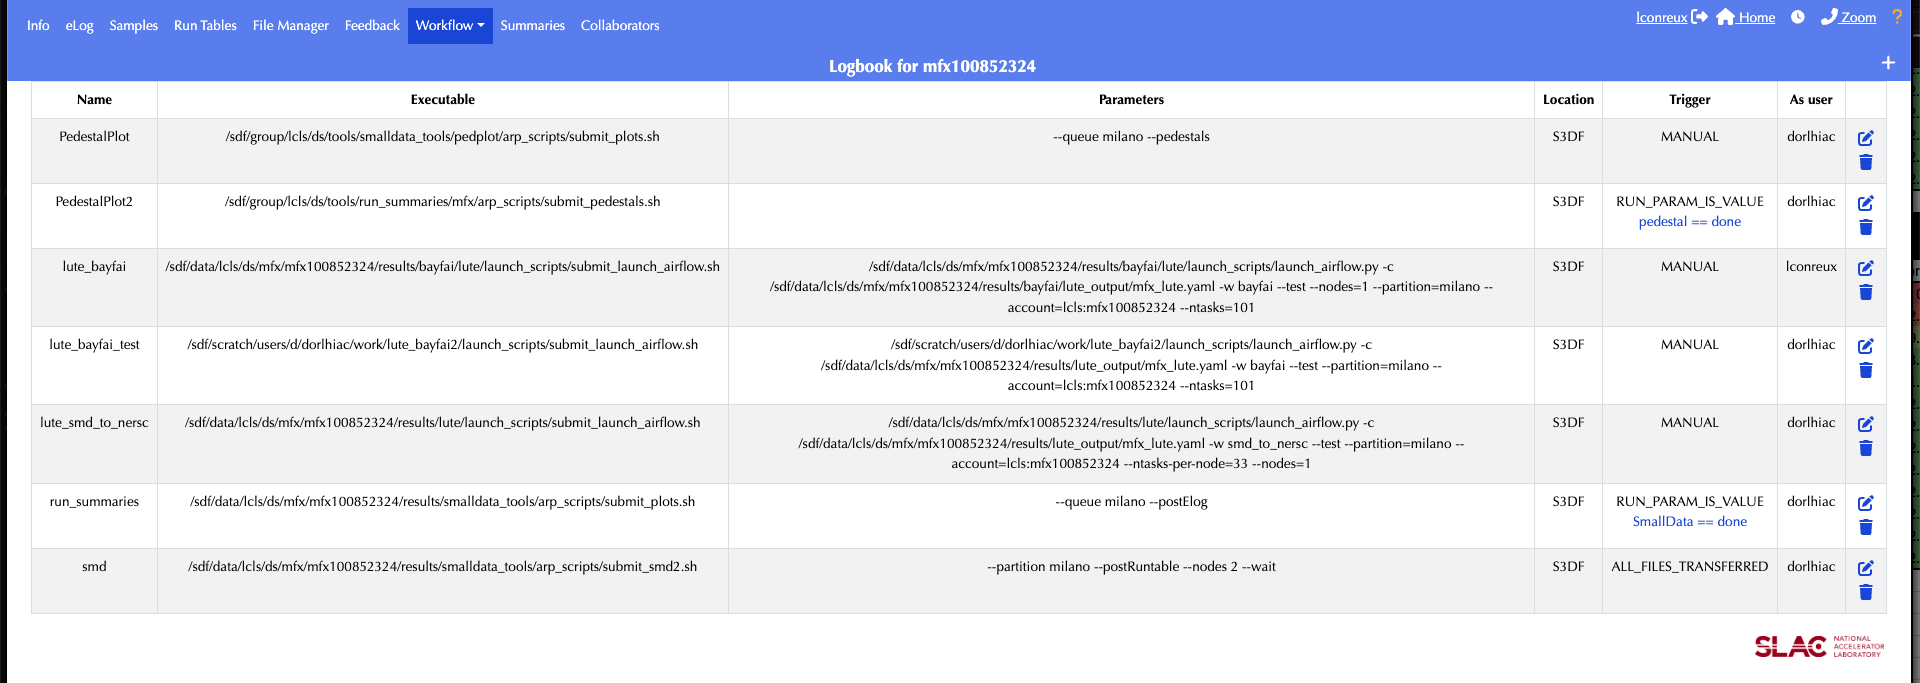 Info eLog Samples Run Tables File Manager Feedback Workflow Summaries Collaborators lconreux Home Zoom ?
Logbook for mfx100852324 +
Name Executable Parameters Location Trigger As user
PedestalPlot /sdf/group/lcls/ds/tools/smalldata_tools/pedplot/arp_scripts/submit_plots.sh --queue milano --pedestals S3DF MANUAL dorlhiac
PedestalPlot2 /sdf/group/lcls/ds/tools/run_summaries/mfx/arp_scripts/submit_pedestals.sh S3DF RUN_PARAM_IS_VALUE dorlhiac
pedestal == done
lute_bayfai /sdf/data/lcls/ds/mfx/mfx100852324/results/bayfai/lute/launch_scripts/submit_launch_airflow.sh /sdf/data/lcls/ds/mfx/mfx100852324/results/bayfai/lute/launch_scripts/launch_airflow.py -c S3DF MANUAL lconreux
/sdf/data/lcls/ds/mfx/mfx100852324/results/bayfai/lute_output/mfx_lute.yaml -w bayfai --test --nodes=1 --partition=milano --
account=lcls:mfx100852324 --ntasks=101
lute_bayfai_test /sdf/scratch/users/d/dorlhiac/work/lute_bayfai2/launch_scripts/submit_launch_airflow.sh /sdf/scratch/users/d/dorlhiac/work/lute_bayfai2/launch_scripts/launch_airflow.py -c S3DF MANUAL dorlhiac
/sdf/data/lcls/ds/mfx/mfx100852324/results/lute_output/mfx_lute.yaml -w bayfai --test --partition=milano --
account=lcls:mfx100852324 --ntasks=101
lute_smd_to_nersc /sdf/data/lcls/ds/mfx/mfx100852324/results/lute/launch_scripts/submit_launch_airflow.sh /sdf/data/lcls/ds/mfx/mfx100852324/results/lute/launch_scripts/launch_airflow.py -c S3DF MANUAL dorlhiac
/sdf/data/lcls/ds/mfx/mfx100852324/results/lute_output/mfx_lute.yaml -w smd_to_nersc --test --partition=milano --
account=lcls:mfx100852324 --ntasks-per-node=33 --nodes=1
run_summaries /sdf/data/lcls/ds/mfx/mfx100852324/results/smalldata_tools/arp_scripts/submit_plots.sh --queue milano --postElog S3DF RUN_PARAM_IS_VALUE dorlhiac
SmallData == done
smd /sdf/data/lcls/ds/mfx/mfx100852324/results/smalldata_tools/arp_scripts/submit_smd2.sh --partition milano --postRuntable --nodes 2 --wait S3DF ALL_FILES_TRANSFERRED dorlhiac
SLAC NATIONAL
ACCELERATOR
LABORATORY